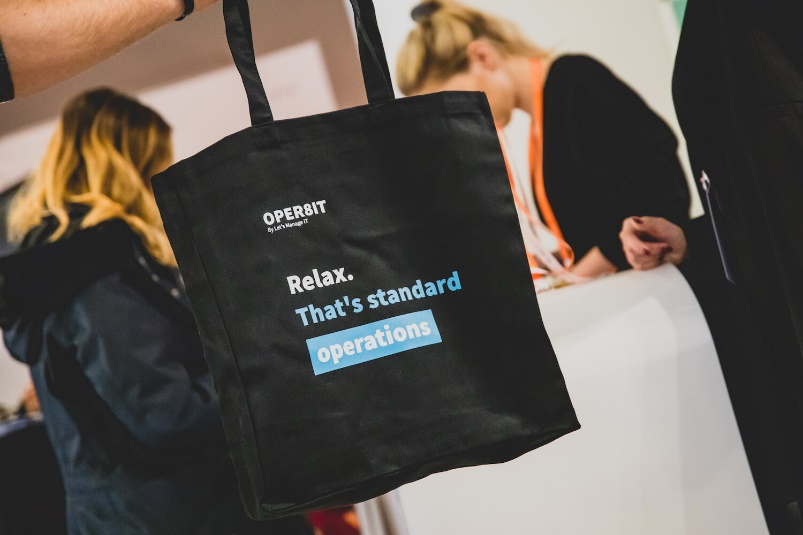 OPER8IT
By Let's Manage IT
Relax.
That's standard
operations